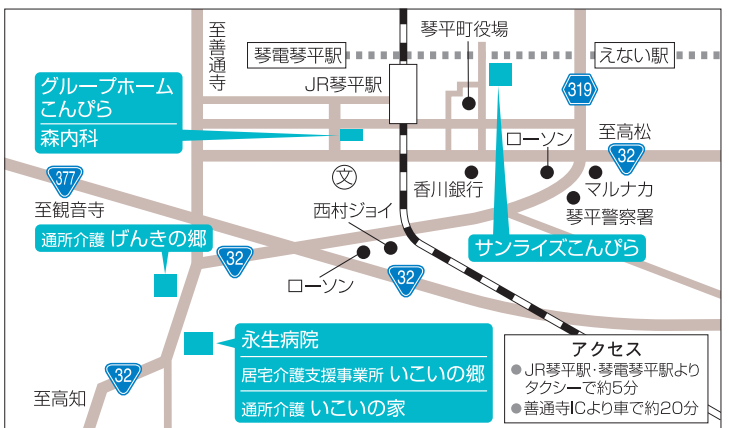 至善通寺
琴電琴平駅
琴平町役場
えない駅
JR琴平駅
グループホーム
こんぴら
森内科
319
377
至観音寺
文
香川銀行
ローソン
至高松
32
マルナカ
琴平警察署
西村ジョイ
サンライズこんぴら
通所介護 げんきの郷
32
ローソン
32
永生病院
居宅介護支援事業所 いこいの郷
通所介護 いこいの家
32
至高知
アクセス
●JR琴平駅・琴電琴平駅より
タクシーで約5分
●善通寺ICより車で約20分